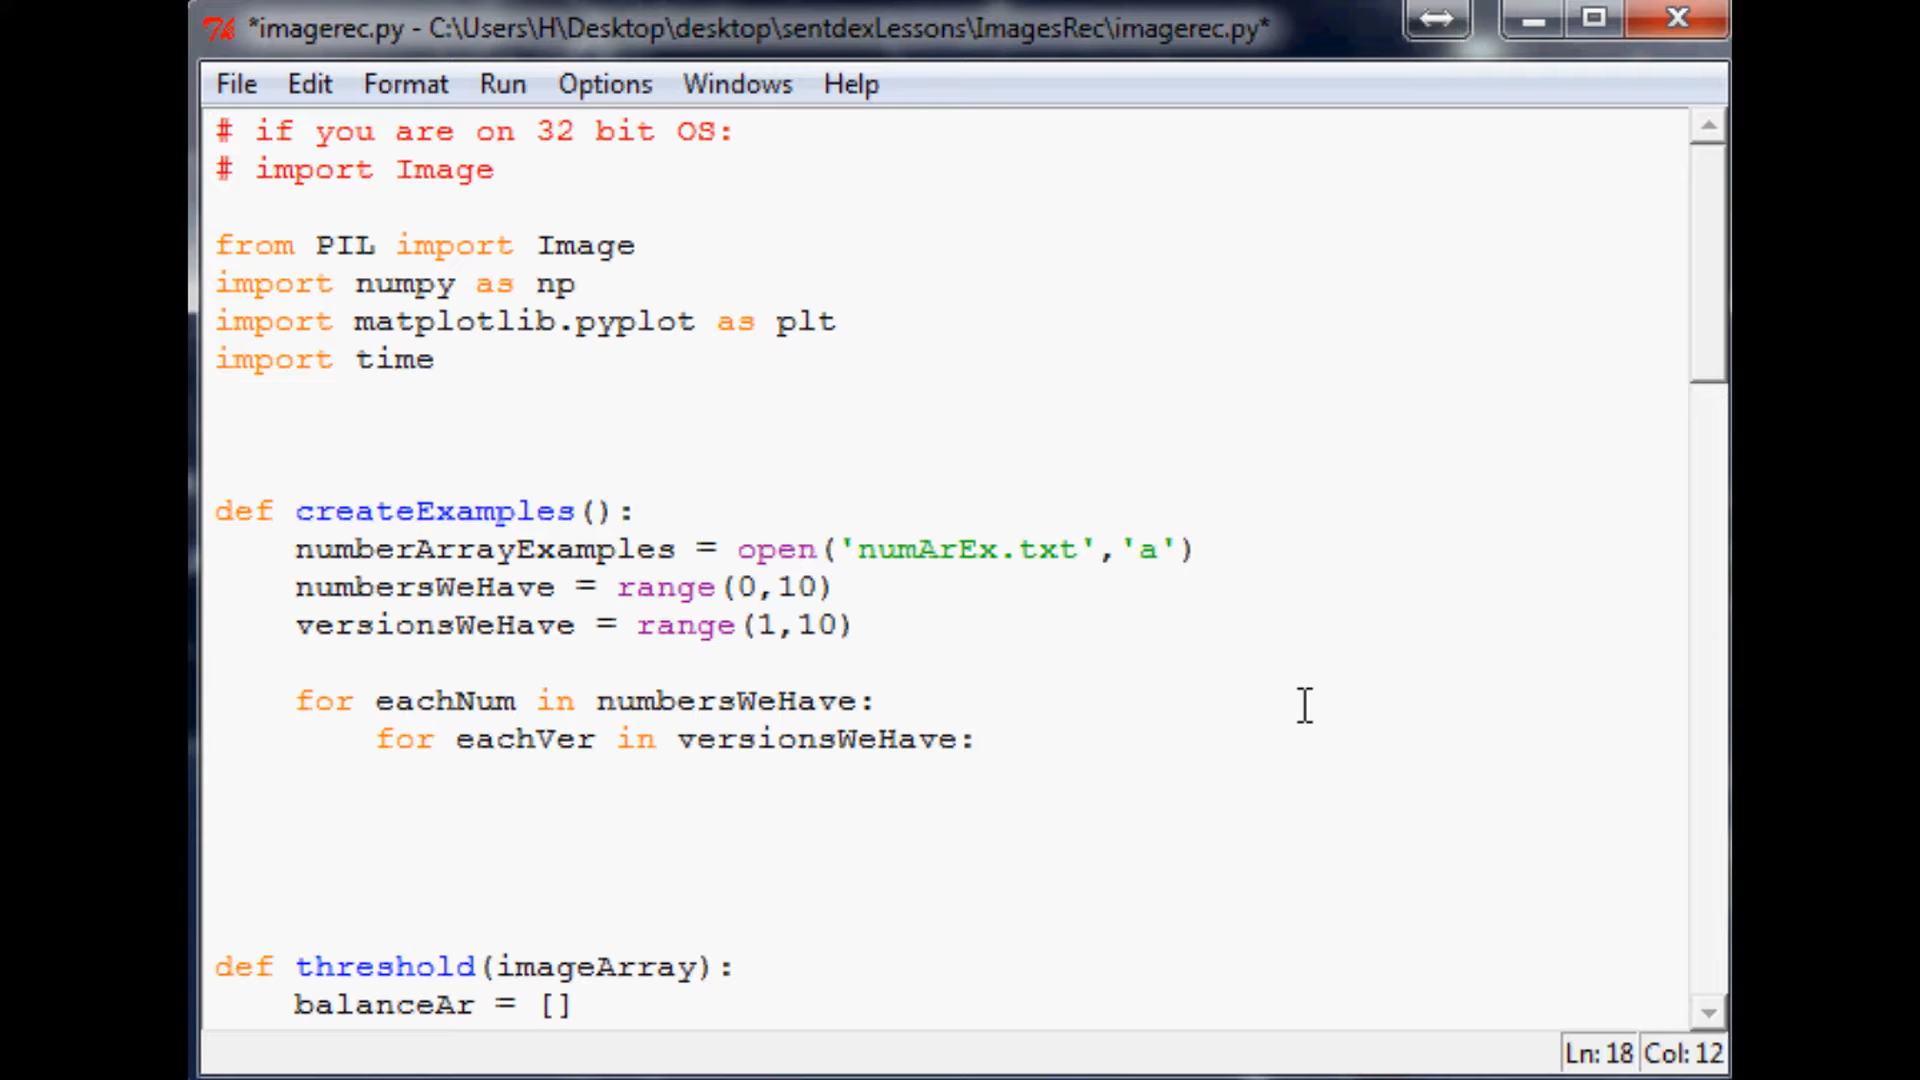 *imagerec.py - C:\Users\H\Desktop\desktop\sentdexLessons\ImagesRec\imagerec.py*
File Edit Format Run Options Windows Help
# if you are on 32 bit OS:
# import Image
from PIL import Image
import numpy as np
import matplotlib.pyplot as plt
import time
def createExamples():
    numberArrayExamples = open('numArEx.txt','a')
    numbersWeHave = range(0,10)
    versionsWeHave = range(1,10)
    for eachNum in numbersWeHave:
        for eachVer in versionsWeHave:
def threshold(imageArray):
    balanceAr = []
Ln: 18 Col: 12